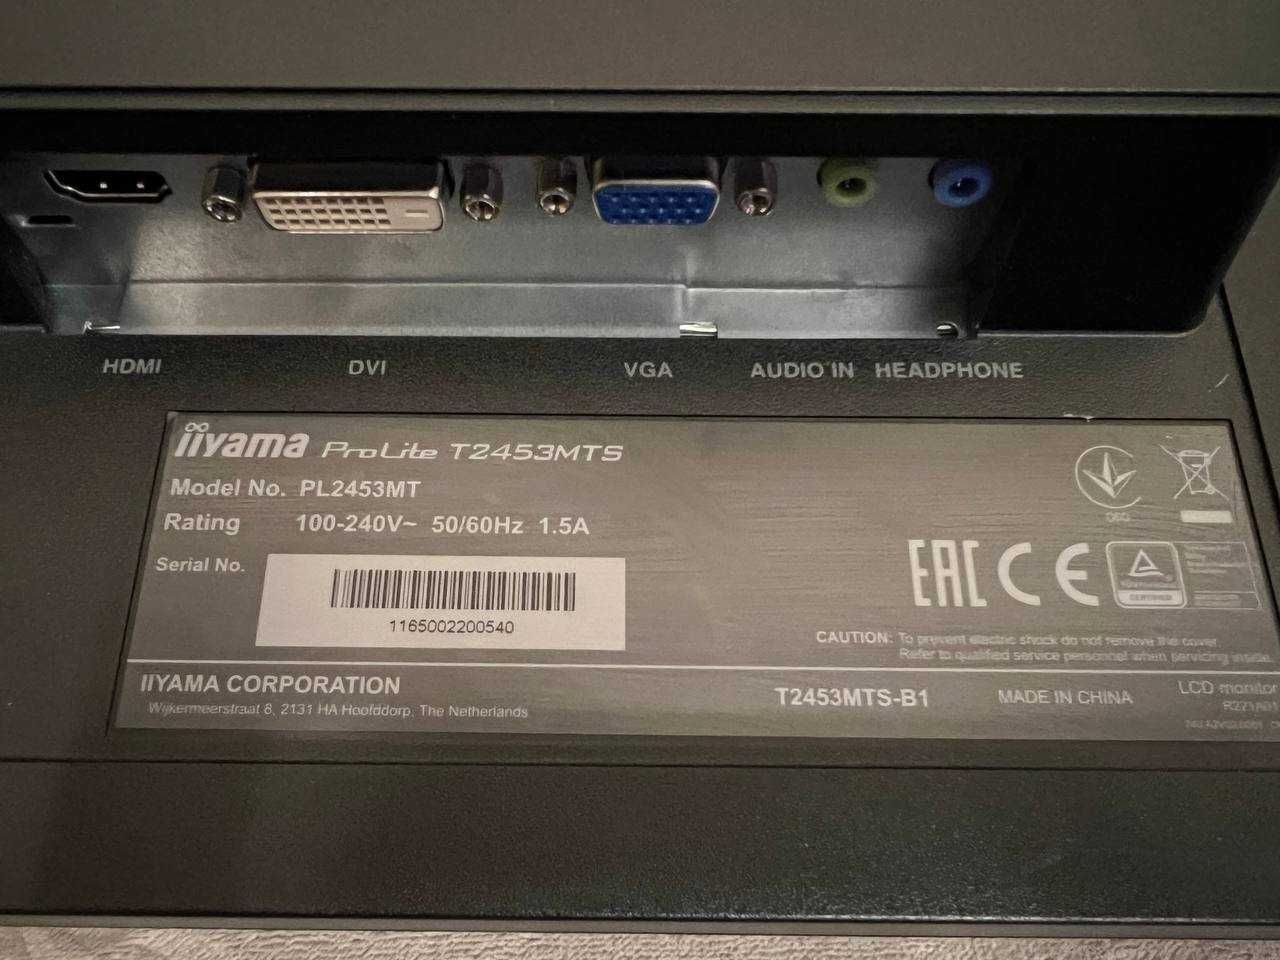 HDMI DVI VGA AUDIO IN HEADPHONE
iiyama ProLite T2453MTS
Model No. PL2453MT
Rating 100-240V~ 50/60Hz 1.5A
Serial No.
1165002200540
EAC CE
CERTIFIED
CAUTION: To prevent electric shock do not remove the cover.
Refer to qualified service personnel when servicing inside.
IIYAMA CORPORATION
Wijkermeerstraat 8, 2131 HA Hoofddorp, The Netherlands
T2453MTS-B1 MADE IN CHINA LCD monitor